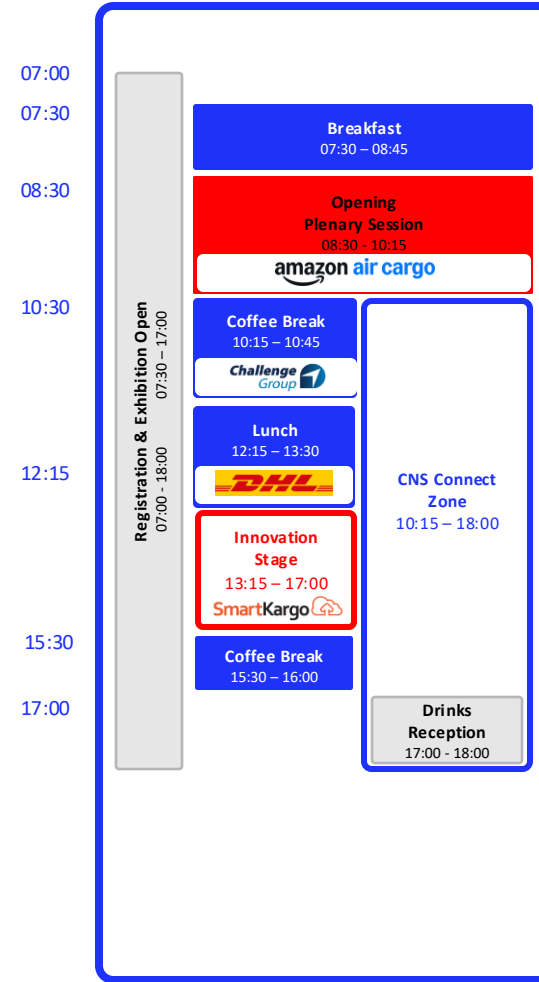 07:00
07:30
08:30
10:30
12:15
15:30
17:00
Registration & Exhibition Open
07:00 - 18:00 07:30 – 17:00
Breakfast
07:30 – 08:45
Opening
Plenary Session
08:30 - 10:15
amazon air cargo
Coffee Break
10:15 – 10:45
Challenge
Group
Lunch
12:15 – 13:30
DHL
Innovation
Stage
13:15 – 17:00
SmartKargo
Coffee Break
15:30 – 16:00
CNS Connect
Zone
10:15 – 18:00
Drinks
Reception
17:00 - 18:00